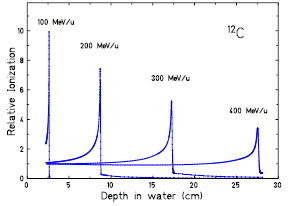 12C
100 MeV/u
200 MeV/u
300 MeV/u
400 MeV/u
Relative Ionization
10
8
6
4
2
0
0 5 10 15 20 25 30
Depth in water (cm)